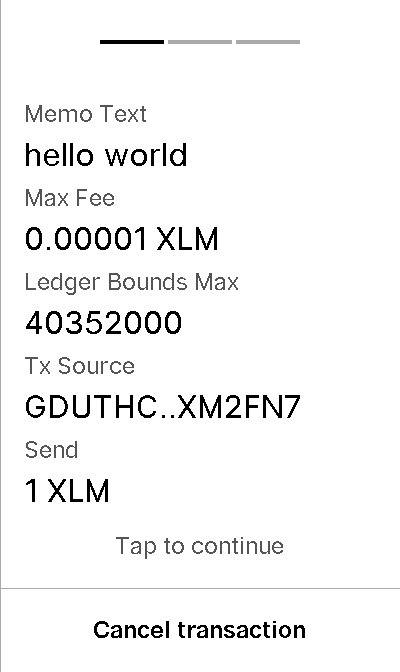 Memo Text
hello world
Max Fee
0.00001 XLM
Ledger Bounds Max
40352000
Tx Source
GDUTHC..XM2FN7
Send
1 XLM
Tap to continue
Cancel transaction